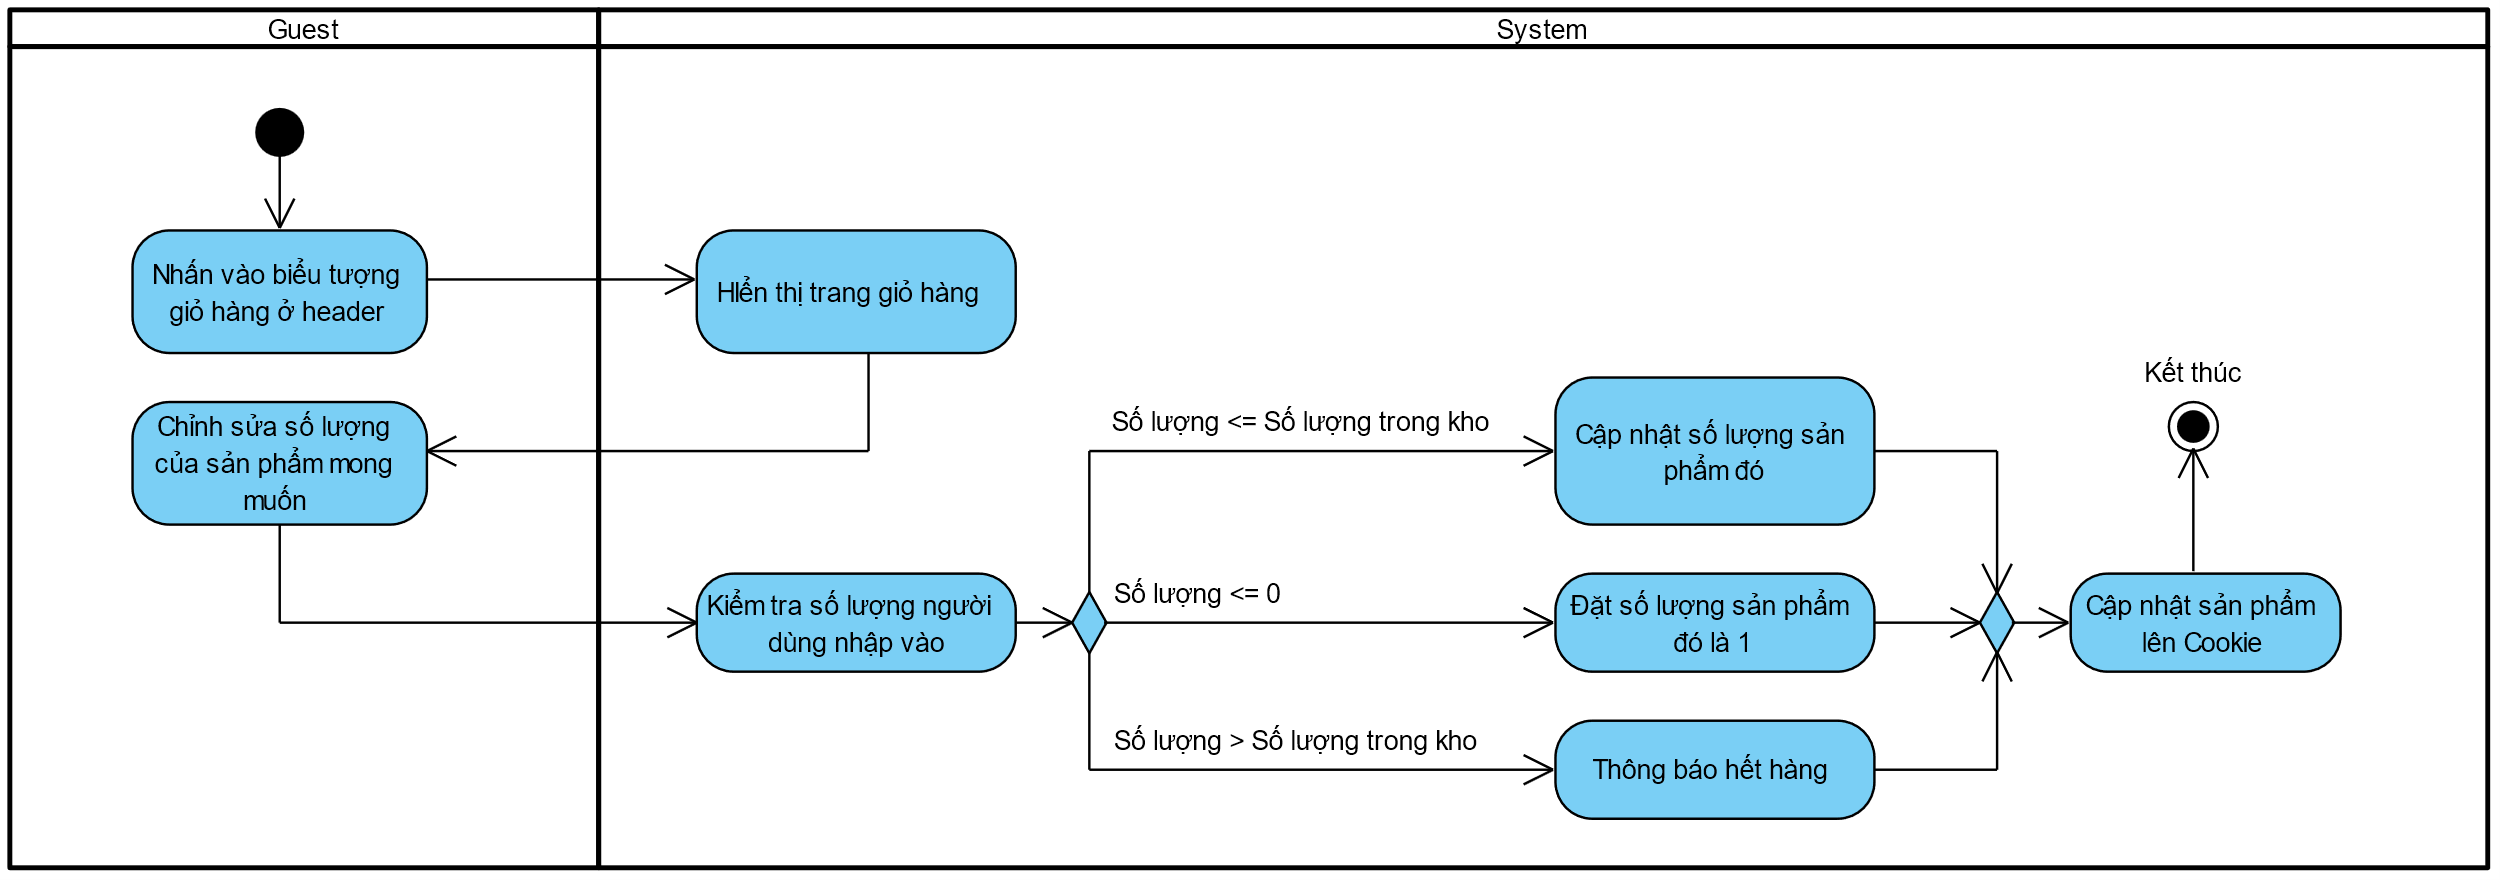 Guest
System
Nhấn vào biểu tượng
giỏ hàng ở header
HIển thị trang giỏ hàng
Chỉnh sửa số lượng
của sản phẩm mong
muốn
Kiểm tra số lượng người
dùng nhập vào
Số lượng <= Số lượng trong kho
Số lượng <= 0
Số lượng > Số lượng trong kho
Cập nhật số lượng sản
phẩm đó
Đặt số lượng sản phẩm
đó là 1
Thông báo hết hàng
Kết thúc
Cập nhật sản phẩm
lên Cookie